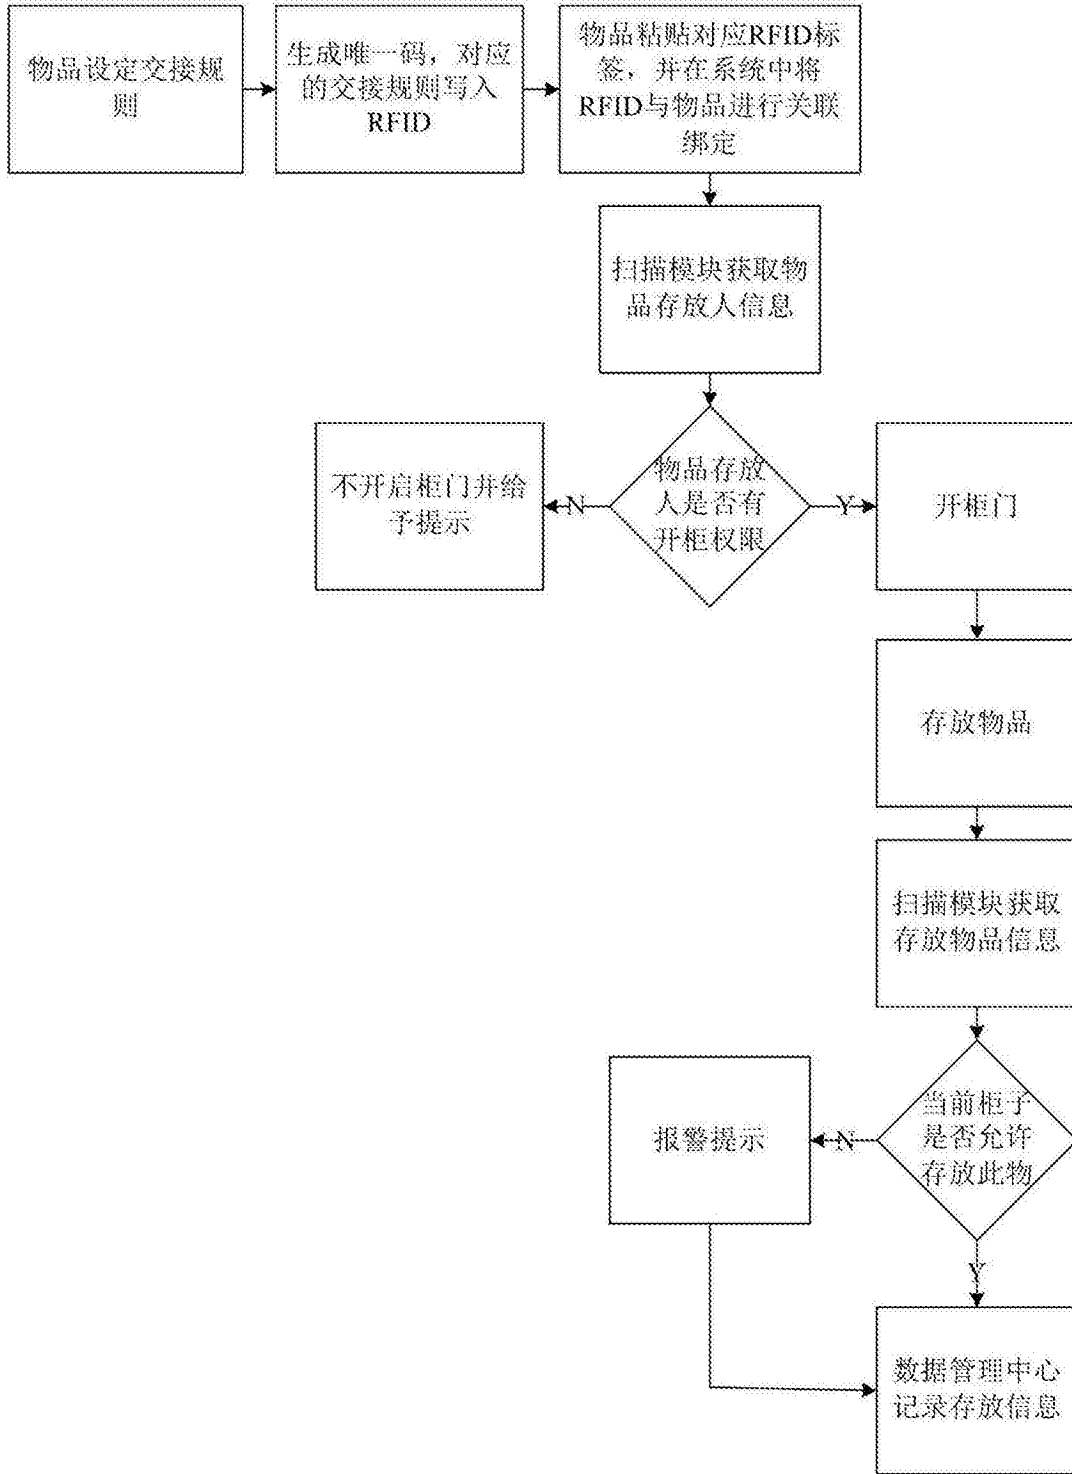 物品设定交接规
则
生成唯一码，对应
的交接规则写入
RFID
物品粘贴对应RFID标
签，并在系统中将
RFID与物品进行关联
绑定
扫描模块获取物
品存放人信息
物品存放
人是否有
开柜权限
N
不开启柜门并给
予提示
Y
开柜门
存放物品
扫描模块获取
存放物品信息
当前柜子
是否允许
存放此物
N
报警提示
Y
数据管理中心
记录存放信息